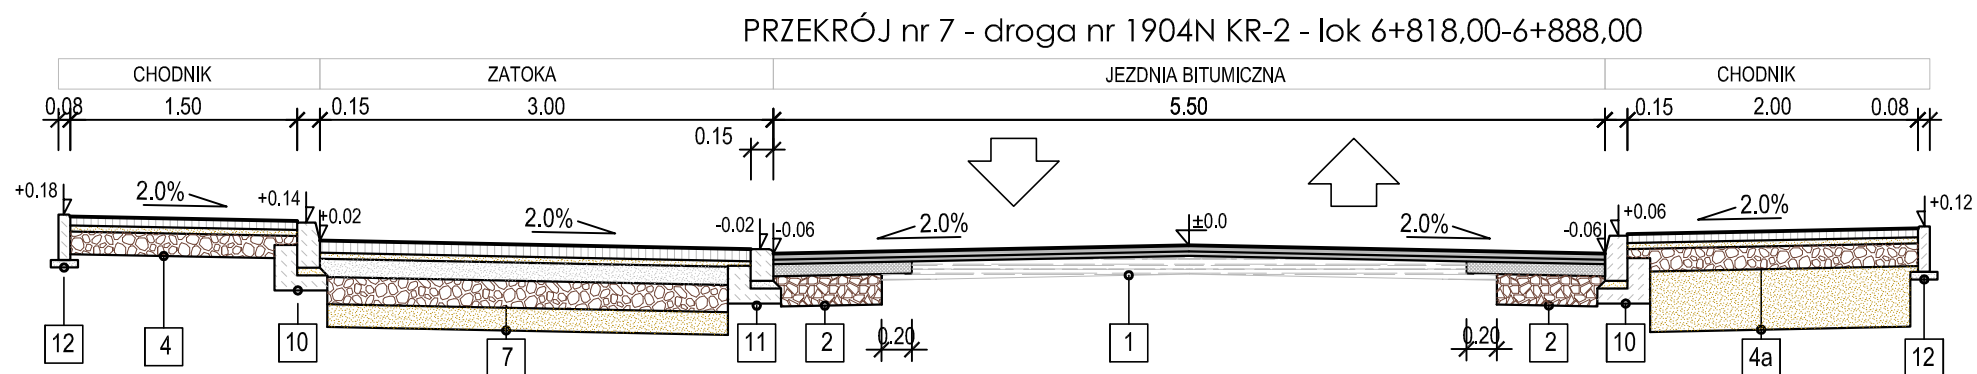 PRZEKRÓJ nr 7 - droga nr 1904N KR-2 - lok 6+818,00-6+888,00
CHODNIK ZATOKA JEZDNIA BITUMICZNA CHODNIK
0.08 1.50 0.15 3.00 5.50 0.15 2.00 0.08
0.15
+0.18 2.0% +0.14 +0.02 2.0% -0.02 -0.06 2.0% ±0.0 2.0% -0.06 +0.06 2.0% +0.12
0.20 0.20
12 4 10 7 11 2 1 2 10 4a 12